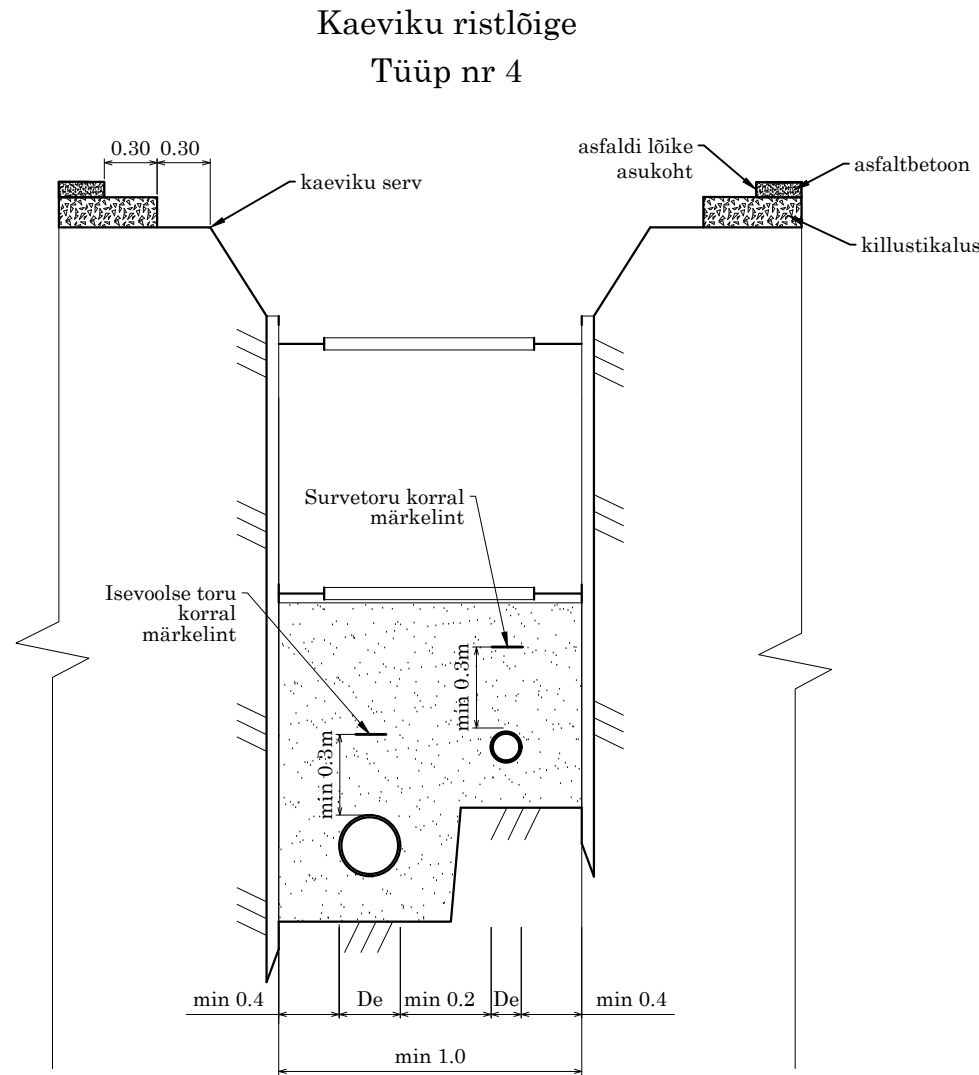 Kaeviku ristlõige
Tüüp nr 4
0.30 0.30
kaeviku serv
asfaldi lõike
asukoht
asfaltbetoon
killustikalus
Survetoru korral
märkelint
Isevoolse toru
korral
märkelint
min 0.3m
min 0.3m
min 0.4 De min 0.2 De min 0.4
min 1.0